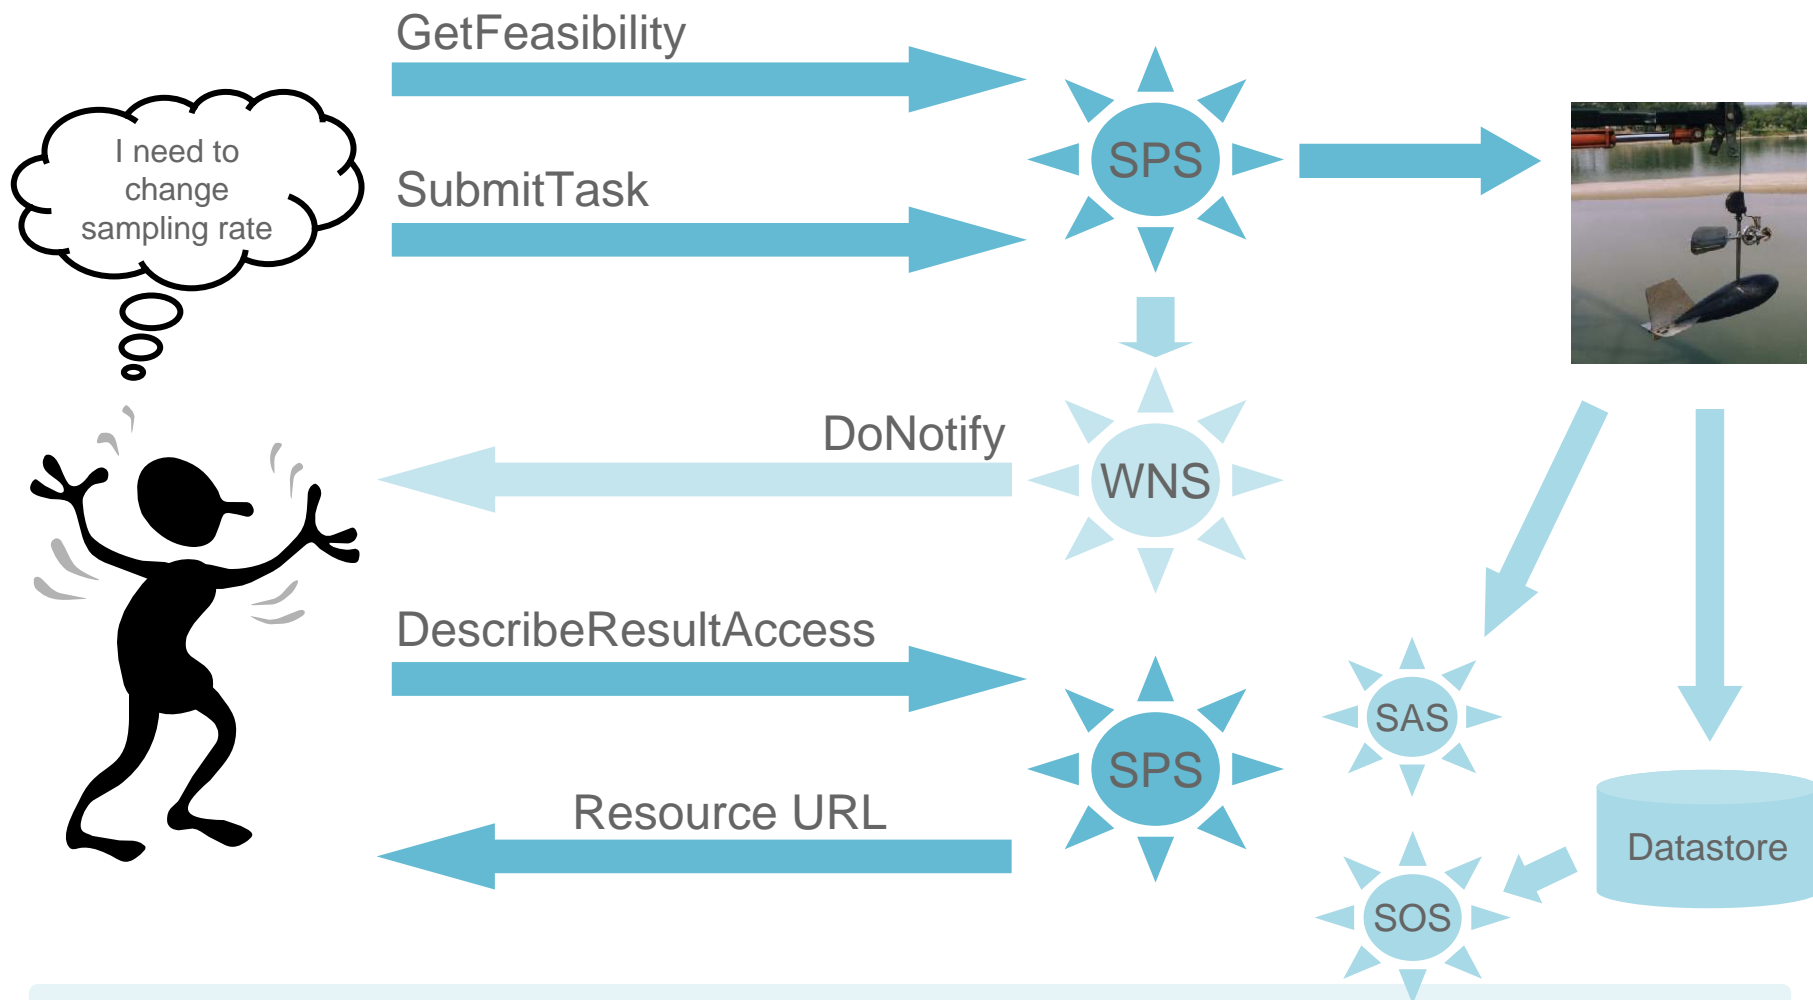 GetFeasibility
I need to
change
sampling rate
SPS
SubmitTask
DoNotify
WNS
DescribeResultAccess
SAS
SPS
Resource URL
Datastore
SOS